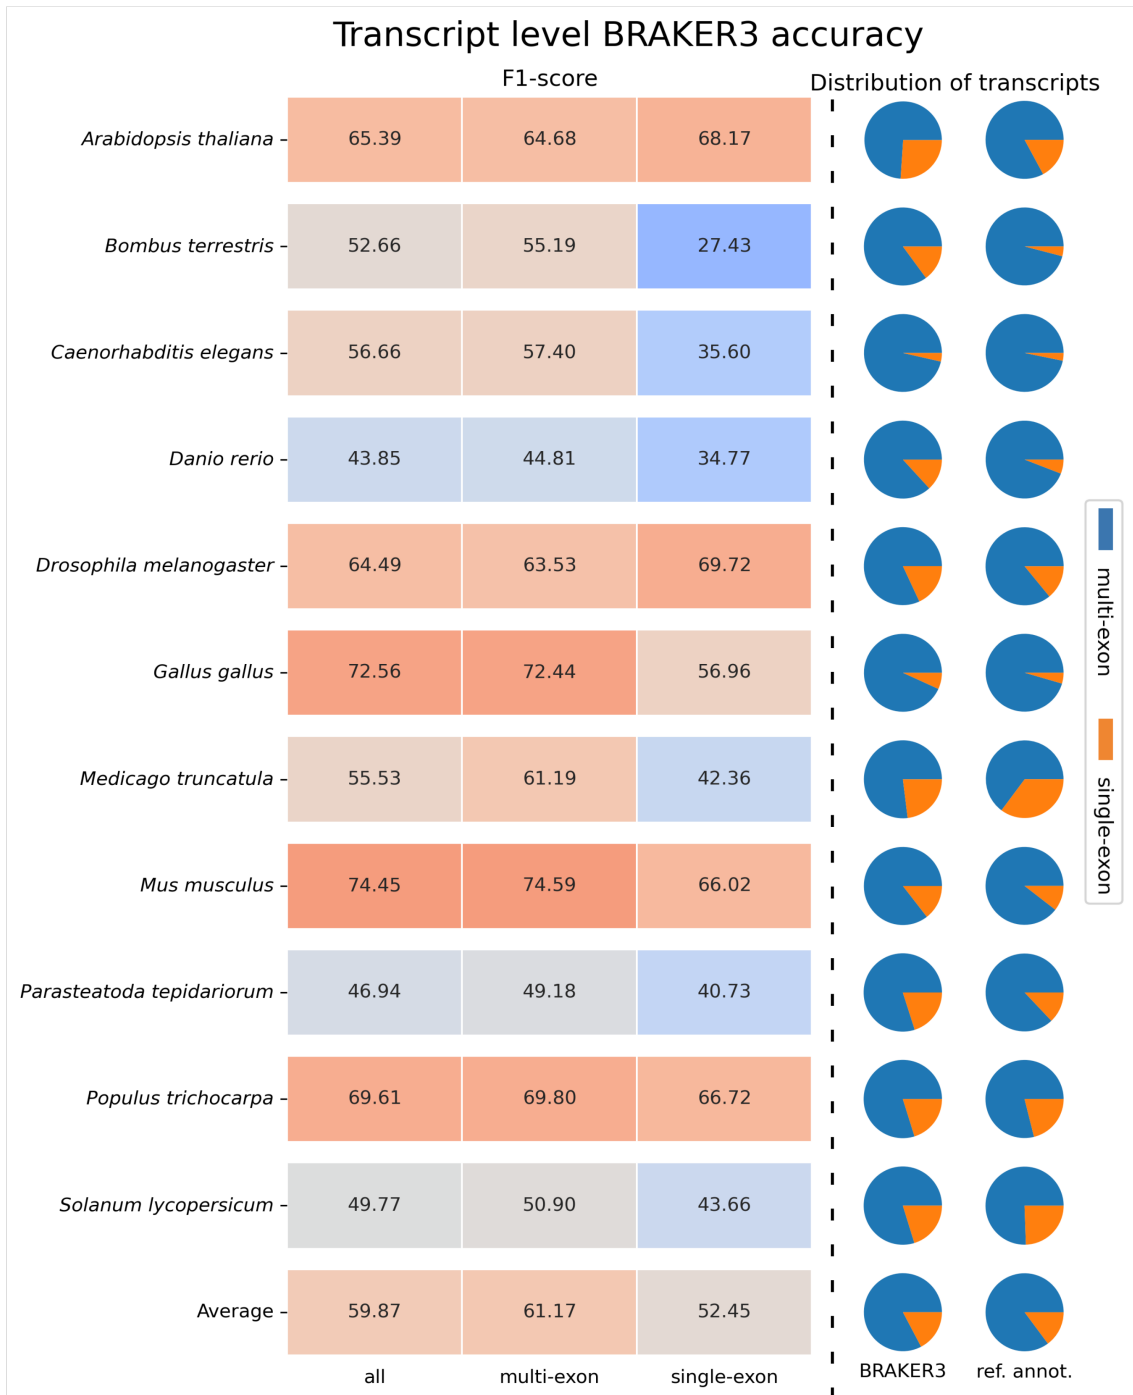 Transcript level BRAKER3 accuracy
F1-score
Distribution of transcripts
Arabidopsis thaliana 65.39 64.68 68.17
Bombus terrestris 52.66 55.19 27.43
Caenorhabditis elegans 56.66 57.40 35.60
Danio rerio 43.85 44.81 34.77
Drosophila melanogaster 64.49 63.53 69.72
Gallus gallus 72.56 72.44 56.96
Medicago truncatula 55.53 61.19 42.36
Mus musculus 74.45 74.59 66.02
Parasteatoda tepidariorum 46.94 49.18 40.73
Populus trichocarpa 69.61 69.80 66.72
Solanum lycopersicum 49.77 50.90 43.66
Average 59.87 61.17 52.45
all multi-exon single-exon
BRAKER3 ref. annot.
multi-exon
single-exon